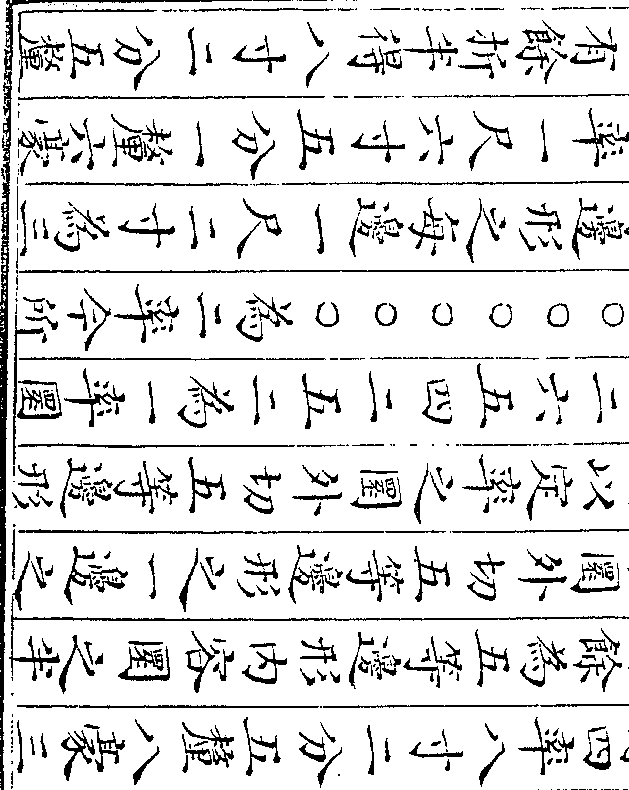 四率八寸二分五釐八豪三
餘為五等邊形內容圜之半
圜外切五等邊形之一邊之
以定率之圜外切五等邊形
二六五四二五二為一率圜
○○○○○○為二率今所
邊形之每邊一尺二寸為三
率一尺六寸五分一釐六豪
有餘折半得八寸二分五釐